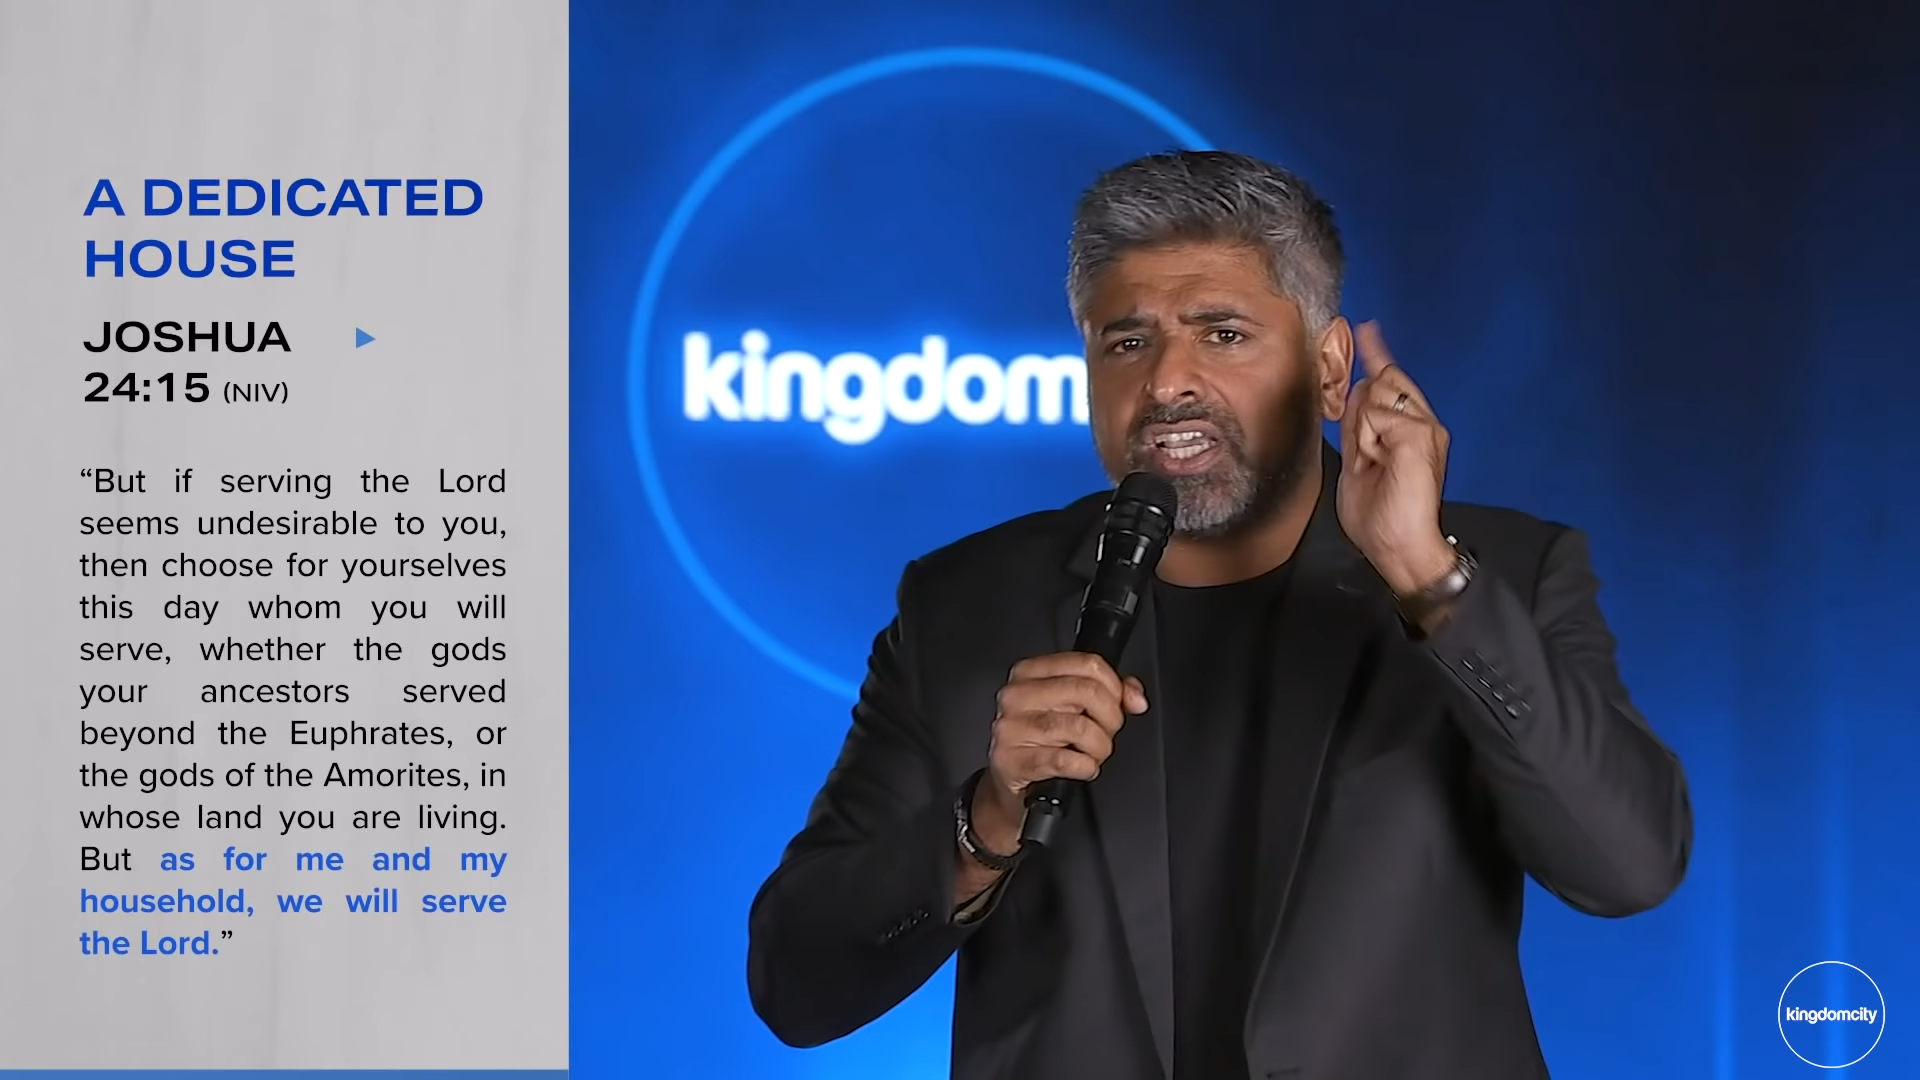 A DEDICATED
HOUSE
JOSHUA
24:15 (NIV)
“But if serving the Lord
seems undesirable to you,
then choose for yourselves
this day whom you will
serve, whether the gods
your ancestors served
beyond the Euphrates, or
the gods of the Amorites, in
whose land you are living.
But as for me and my
household, we will serve
the Lord.”
kingdom
kingdomcity